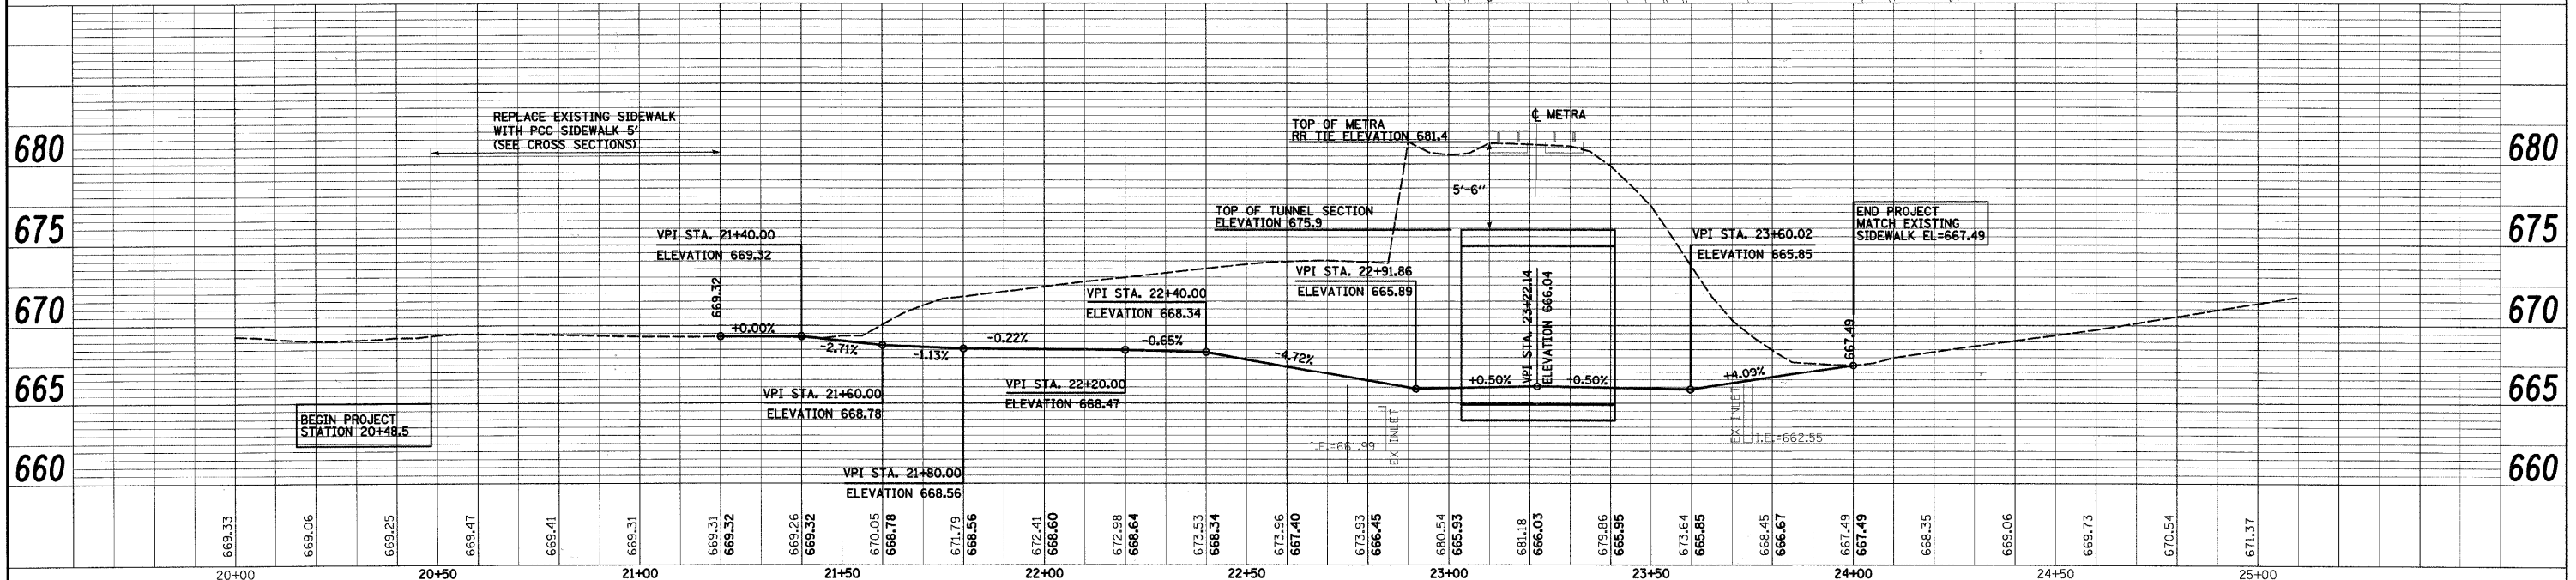 REPLACE EXISTING SIDEWALK
WITH PCC SIDEWALK 5'
(SEE CROSS SECTIONS)
TOP OF METRA
RR TIE ELEVATION 681.4
℄ METRA
680
680
5'-6"
TOP OF TUNNEL SECTION
ELEVATION 675.9
END PROJECT
MATCH EXISTING
SIDEWALK EL=667.49
675
675
VPI STA. 21+40.00
ELEVATION 669.32
VPI STA. 23+60.02
ELEVATION 665.85
VPI STA. 22+91.86
ELEVATION 665.89
VPI STA. 22+40.00
ELEVATION 668.34
VPI STA. 23+22.14
ELEVATION 666.04
669.32
667.49
670
670
+0.00%
-2.71%
-1.13%
-0.22%
-0.65%
-4.72%
+0.50%
-0.50%
+4.09%
665
665
VPI STA. 21+60.00
ELEVATION 668.78
VPI STA. 22+20.00
ELEVATION 668.47
BEGIN PROJECT
STATION 20+48.5
I.E.=661.99
EX INLET
EX INLET
I.E.=662.55
660
660
VPI STA. 21+80.00
ELEVATION 668.56
669.33
669.06
669.25
669.47
669.41
669.31
669.31
669.32
669.26
669.32
670.05
668.78
671.79
668.56
672.41
668.60
672.98
668.64
673.53
668.34
673.96
667.40
673.93
666.45
680.54
665.93
681.18
666.03
679.86
665.95
673.64
665.85
668.45
666.67
667.49
667.49
668.35
669.06
669.73
670.54
671.37
20+00
20+50
21+00
21+50
22+00
22+50
23+00
23+50
24+00
24+50
25+00